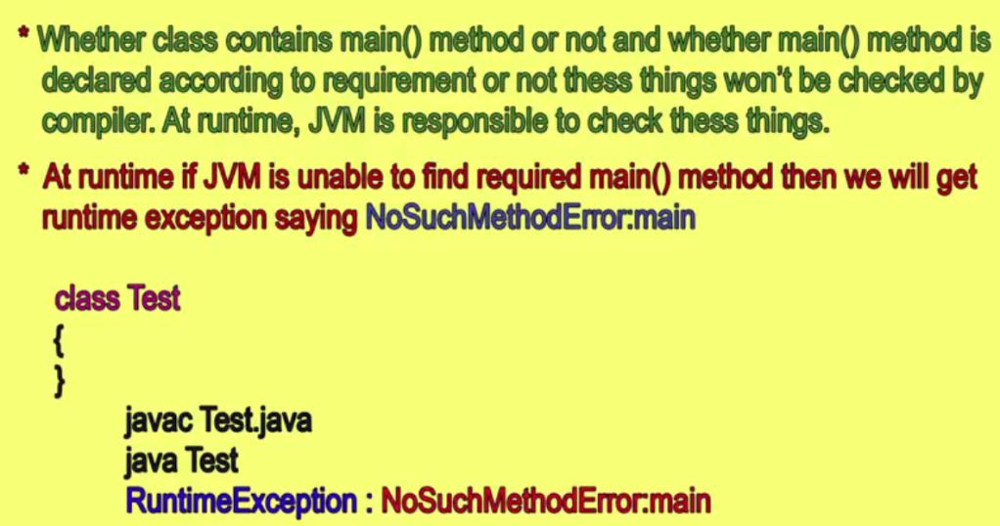 * Whether class contains main() method or not and whether main() method is
declared according to requirement or not thess things won't be checked by
compiler. At runtime, JVM is responsible to check thess things.
* At runtime if JVM is unable to find required main() method then we will get
runtime exception saying NoSuchMethodError:main
class Test
{
}
javac Test.java
java Test
RuntimeException : NoSuchMethodError:main